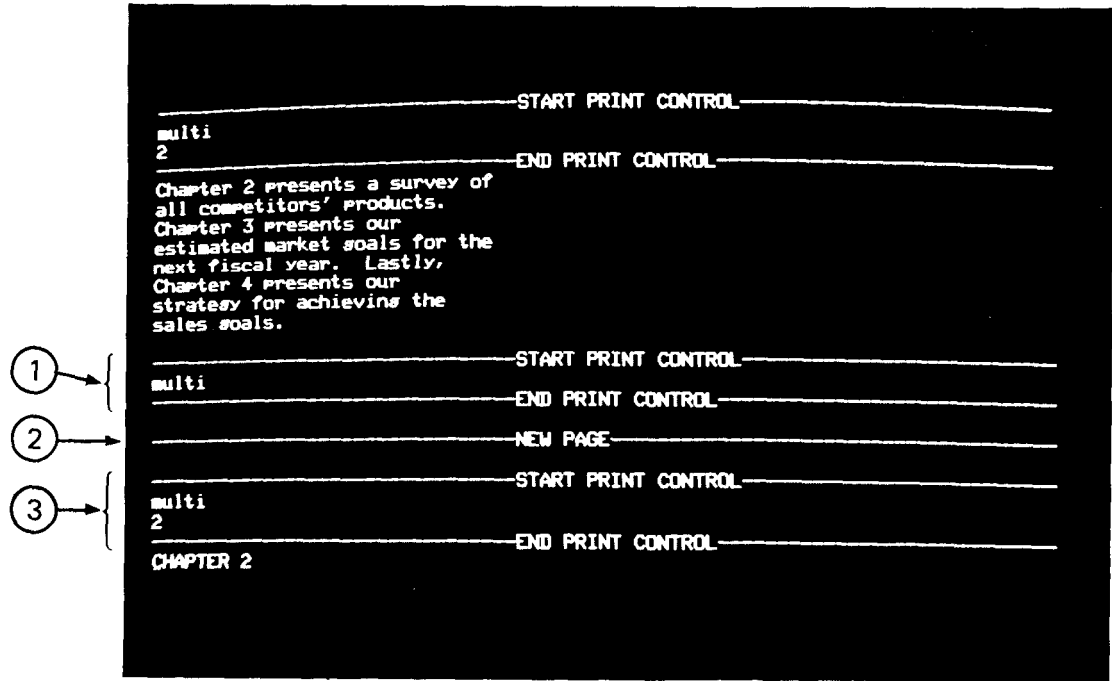 START PRINT CONTROL
multi
2
END PRINT CONTROL
Chapter 2 presents a survey of
all competitors' products.
Chapter 3 presents our
estimated market goals for the
next fiscal year. Lastly,
Chapter 4 presents our
strategy for achieving the
sales goals.
1 START PRINT CONTROL
multi
END PRINT CONTROL
2 NEW PAGE
START PRINT CONTROL
3 multi
2
END PRINT CONTROL
CHAPTER 2